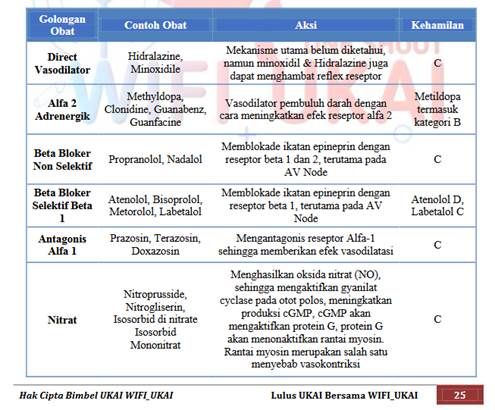 Golongan Obat Contoh Obat Aksi Kehamilan
Direct Vasodilator
Hidralazine, Minoxidile
Mekanisme utama belum diketahui,
namun minoxidil & Hidralazine juga
dapat menghambat reflex reseptor
C
Alfa 2 Adrenergik
Methyldopa,
Clonidine, Guanabenz,
Guanfacine
Vasodilator pembuluh darah dengan
cara meningkatkan efek reseptor alfa 2
Metildopa
termasuk
kategori B
Beta Bloker
Non Selektif
Propranolol, Nadalol
Memblokade ikatan epineprin dengan
reseptor beta 1 dan 2, terutama pada
AV Node
C
Beta Bloker
Selektif Beta
1
Atenolol, Bisoprolol,
Metorolol, Labetalol
Memblokade ikatan epineprin dengan
reseptor beta 1, terutama pada AV
Node
Atenolol D,
Labetalol C
Antagonis
Alfa 1
Prazosin, Terazosin,
Doxazosin
Mengantagonis reseptor Alfa-1
sehingga memberikan efek vasodilatasi
C
Nitrat
Nitroprusside,
Nitrogliserin,
Isosorbid di nitrate
Isosorbid
Mononitrat
Menghasilkan oksida nitrat (NO),
sehingga mengaktifkan gyanilat
cyclase pada otot polos, meningkatkan
produksi cGMP, cGMP akan
mengaktifkan protein G, protein G
akan menonaktifkan rantai myosin.
Rantai myosin merupakan salah satu
menyebab vasokontriksi
C
WIFI_UKAI
Hak Cipta Bimbel UKAI WIFI_UKAI
Lulus UKAI Bersama WIFI_UKAI
25